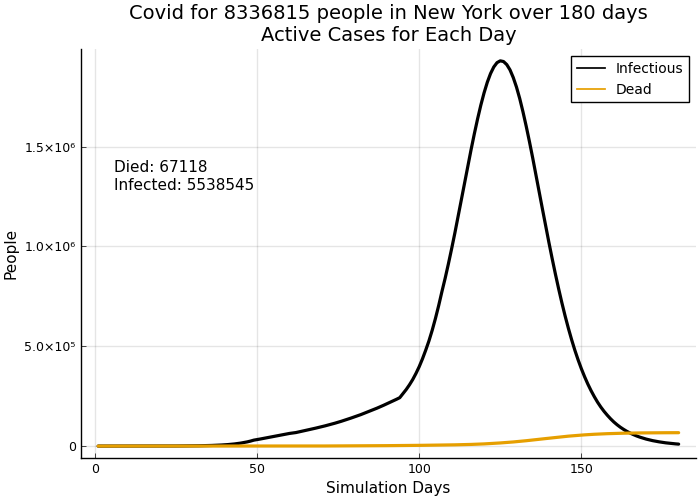 Covid for 8336815 people in New York over 180 days
Active Cases for Each Day
Infectious
Dead
1.5×10⁶
Died: 67118
Infected: 5538545
1.0×10⁶
People
5.0×10⁵
0
0
50
100
150
Simulation Days